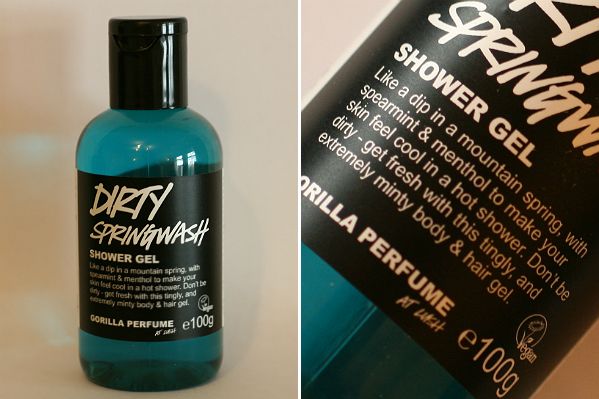 DIRTY
SPRINGWASH
SHOWER GEL
Like a dip in a mountain spring, with
spearmint & menthol to make your
skin feel cool in a hot shower. Don't be
dirty - get fresh with this tingly, and
extremely minty body & hair gel.
GORILLA PERFUME
AT LUSH
vegan
℮100g
DIRTY
SPRINGWASH
SHOWER GEL
Like a dip in a mountain spring, with
spearmint & menthol to make your
skin feel cool in a hot shower. Don't be
dirty - get fresh with this tingly, and
extremely minty body & hair gel.
GORILLA PERFUME
AT LUSH
vegan
℮100g